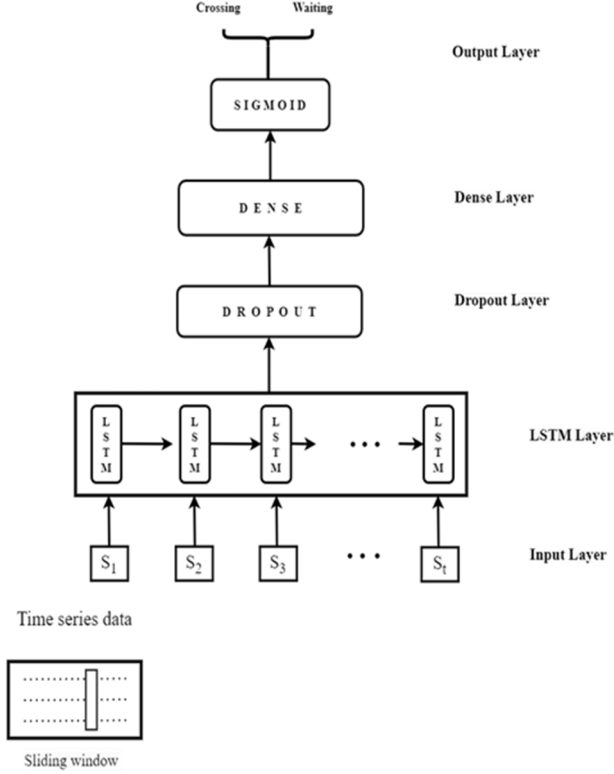 Crossing Waiting
Output Layer
SIGMOID
DENSE
Dense Layer
DROPOUT
Dropout Layer
LSTM LSTM LSTM ... LSTM
LSTM Layer
S1 S2 S3 ... St
Input Layer
Time series data
Sliding window